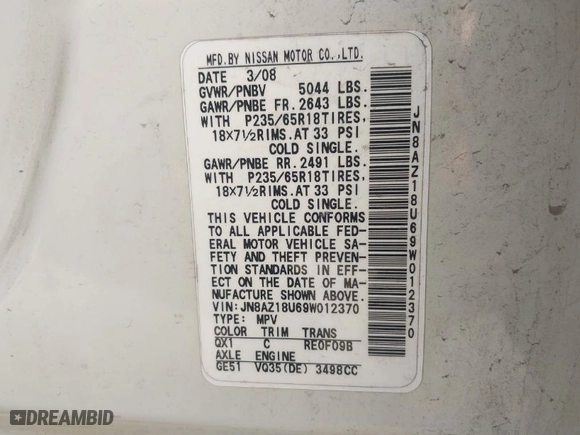 MFD.BY NISSAN MOTOR CO.,LTD.
DATE 3/08
GVWR/PNBV 5044 LBS.
GAWR/PNBE FR.2643 LBS.
WITH P235/65R18TIRES,
18×7½RIMS.AT 33 PSI
COLD SINGLE.
GAWR/PNBE RR.2491 LBS.
WITH P235/65R18TIRES,
18×7½RIMS.AT 33 PSI
COLD SINGLE.
THIS VEHICLE CONFORMS
TO ALL APPLICABLE FED-
ERAL MOTOR VEHICLE SA-
FETY AND THEFT PREVEN-
TION STANDARDS IN EFF-
ECT ON THE DATE OF MA-
NUFACTURE SHOWN ABOVE.
VIN:JN8AZ18U69W012370
TYPE: MPV
COLOR TRIM TRANS
QX1 C RE0F09B
AXLE ENGINE
GE51 VQ35(DE) 3498CC
JN8AZ18U69W012370
DREAMBID